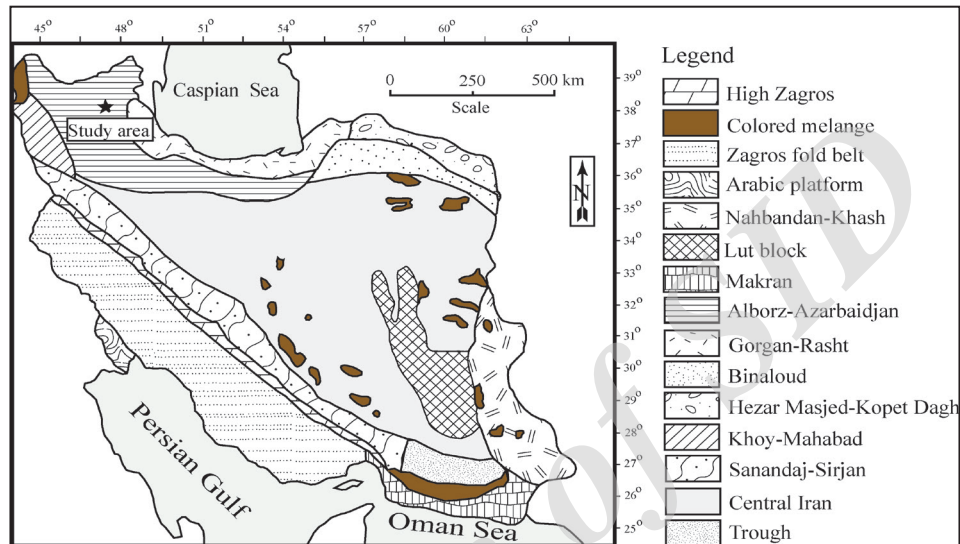 45° 48° 51° 54° 57° 60° 63°
Caspian Sea
0 250 500 km
Scale
Study area
N
39°
38°
37°
36°
35°
34°
33°
32°
31°
30°
29°
28°
27°
26°
25°
Persian Gulf
Oman Sea
Legend
High Zagros
Colored melange
Zagros fold belt
Arabic platform
Nahbandan-Khash
Lut block
Makran
Alborz-Azarbaidjan
Gorgan-Rasht
Binaloud
Hezar Masjed-Kopet Dagh
Khoy-Mahabad
Sanandaj-Sirjan
Central Iran
Trough
of SID